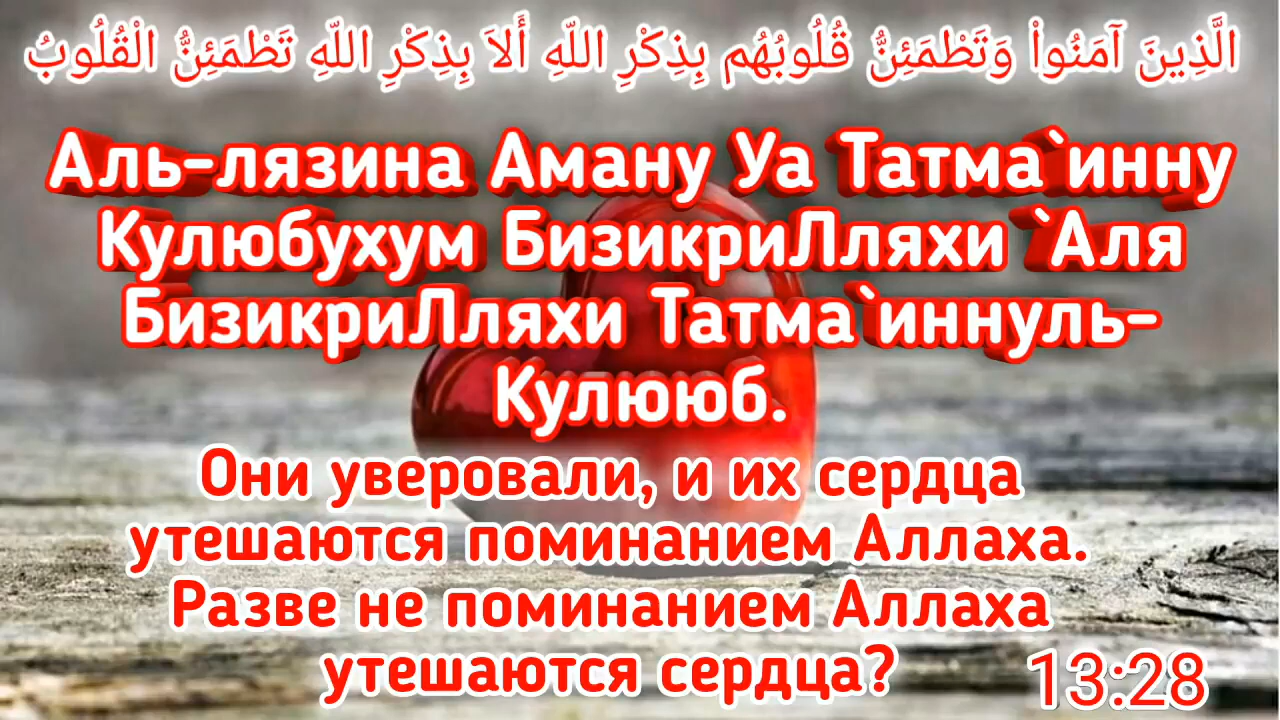 الَّذِينَ آمَنُواْ وَتَطْمَئِنُّ قُلُوبُهُم بِذِكْرِ اللّهِ أَلاَ بِذِكْرِ اللّهِ تَطْمَئِنُّ الْقُلُوبُ
Аль-лязина Аману Уа Татма`инну
Кулюбухум БизикриЛляхи `Аля
БизикриЛляхи Татма`иннуль-
Кулююб.
Они уверовали, и их сердца
утешаются поминанием Аллаха.
Разве не поминанием Аллаха
утешаются сердца?
13:28